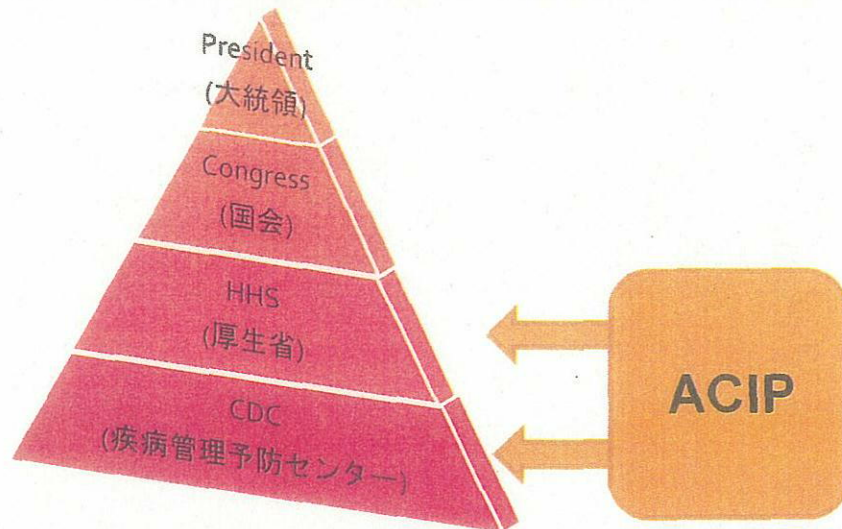 President
(大統領)
Congress
(国会)
HHS
(厚生省)
CDC
(疾病管理予防センター)
ACIP